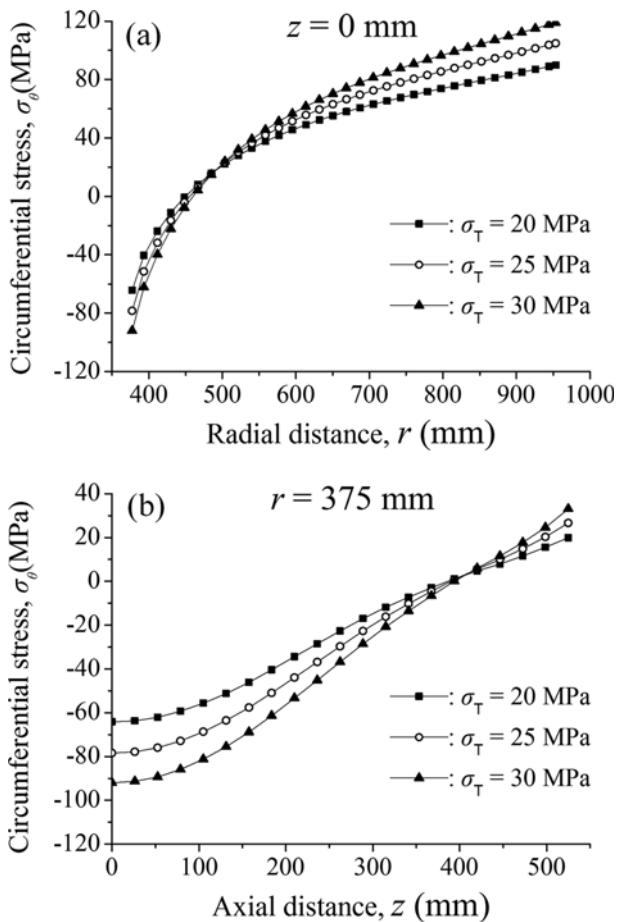 (a)
z = 0 mm
Circumferential stress, σθ(MPa)
120
80
40
0
-40
-80
-120
: σT = 20 MPa
: σT = 25 MPa
: σT = 30 MPa
400 500 600 700 800 900 1000
Radial distance, r (mm)
(b)
r = 375 mm
Circumferential stress, σθ(MPa)
40
20
0
-20
-40
-60
-80
-100
-120
: σT = 20 MPa
: σT = 25 MPa
: σT = 30 MPa
0 100 200 300 400 500
Axial distance, z (mm)